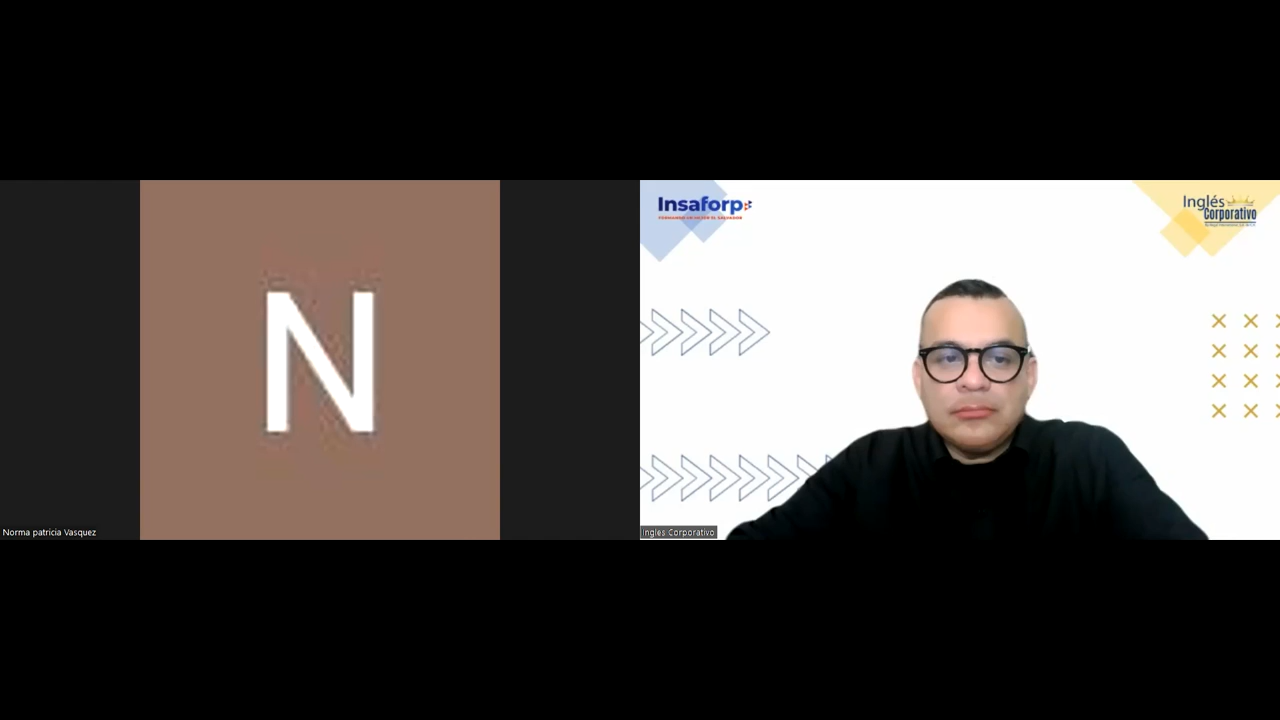 N
Norma patricia Vasquez
Insaforp
Inglés
Corporativo
Ingles Corporativo